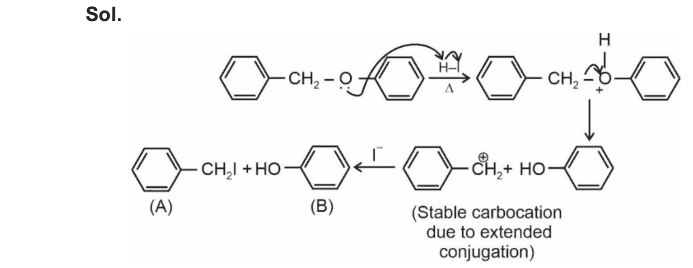 Sol.
CH₂ – O
H–I
Δ
H
CH₂ – O
+
CH₂I + HO
I⁻
⊕
CH₂ + HO
(A)
(B)
(Stable carbocation
due to extended
conjugation)